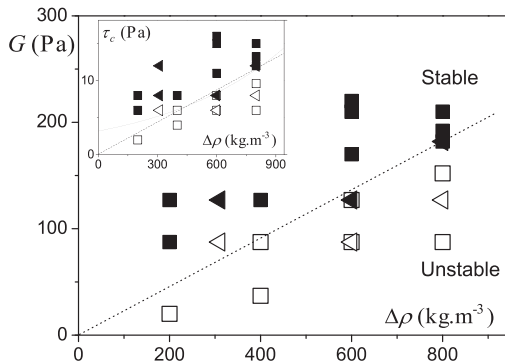 G (Pa)
300
200
100
0
0 200 400 600 800
Δρ (kg.m⁻³)
Stable
Unstable
τc (Pa)
10
0
0 300 600 900
Δρ (kg.m⁻³)